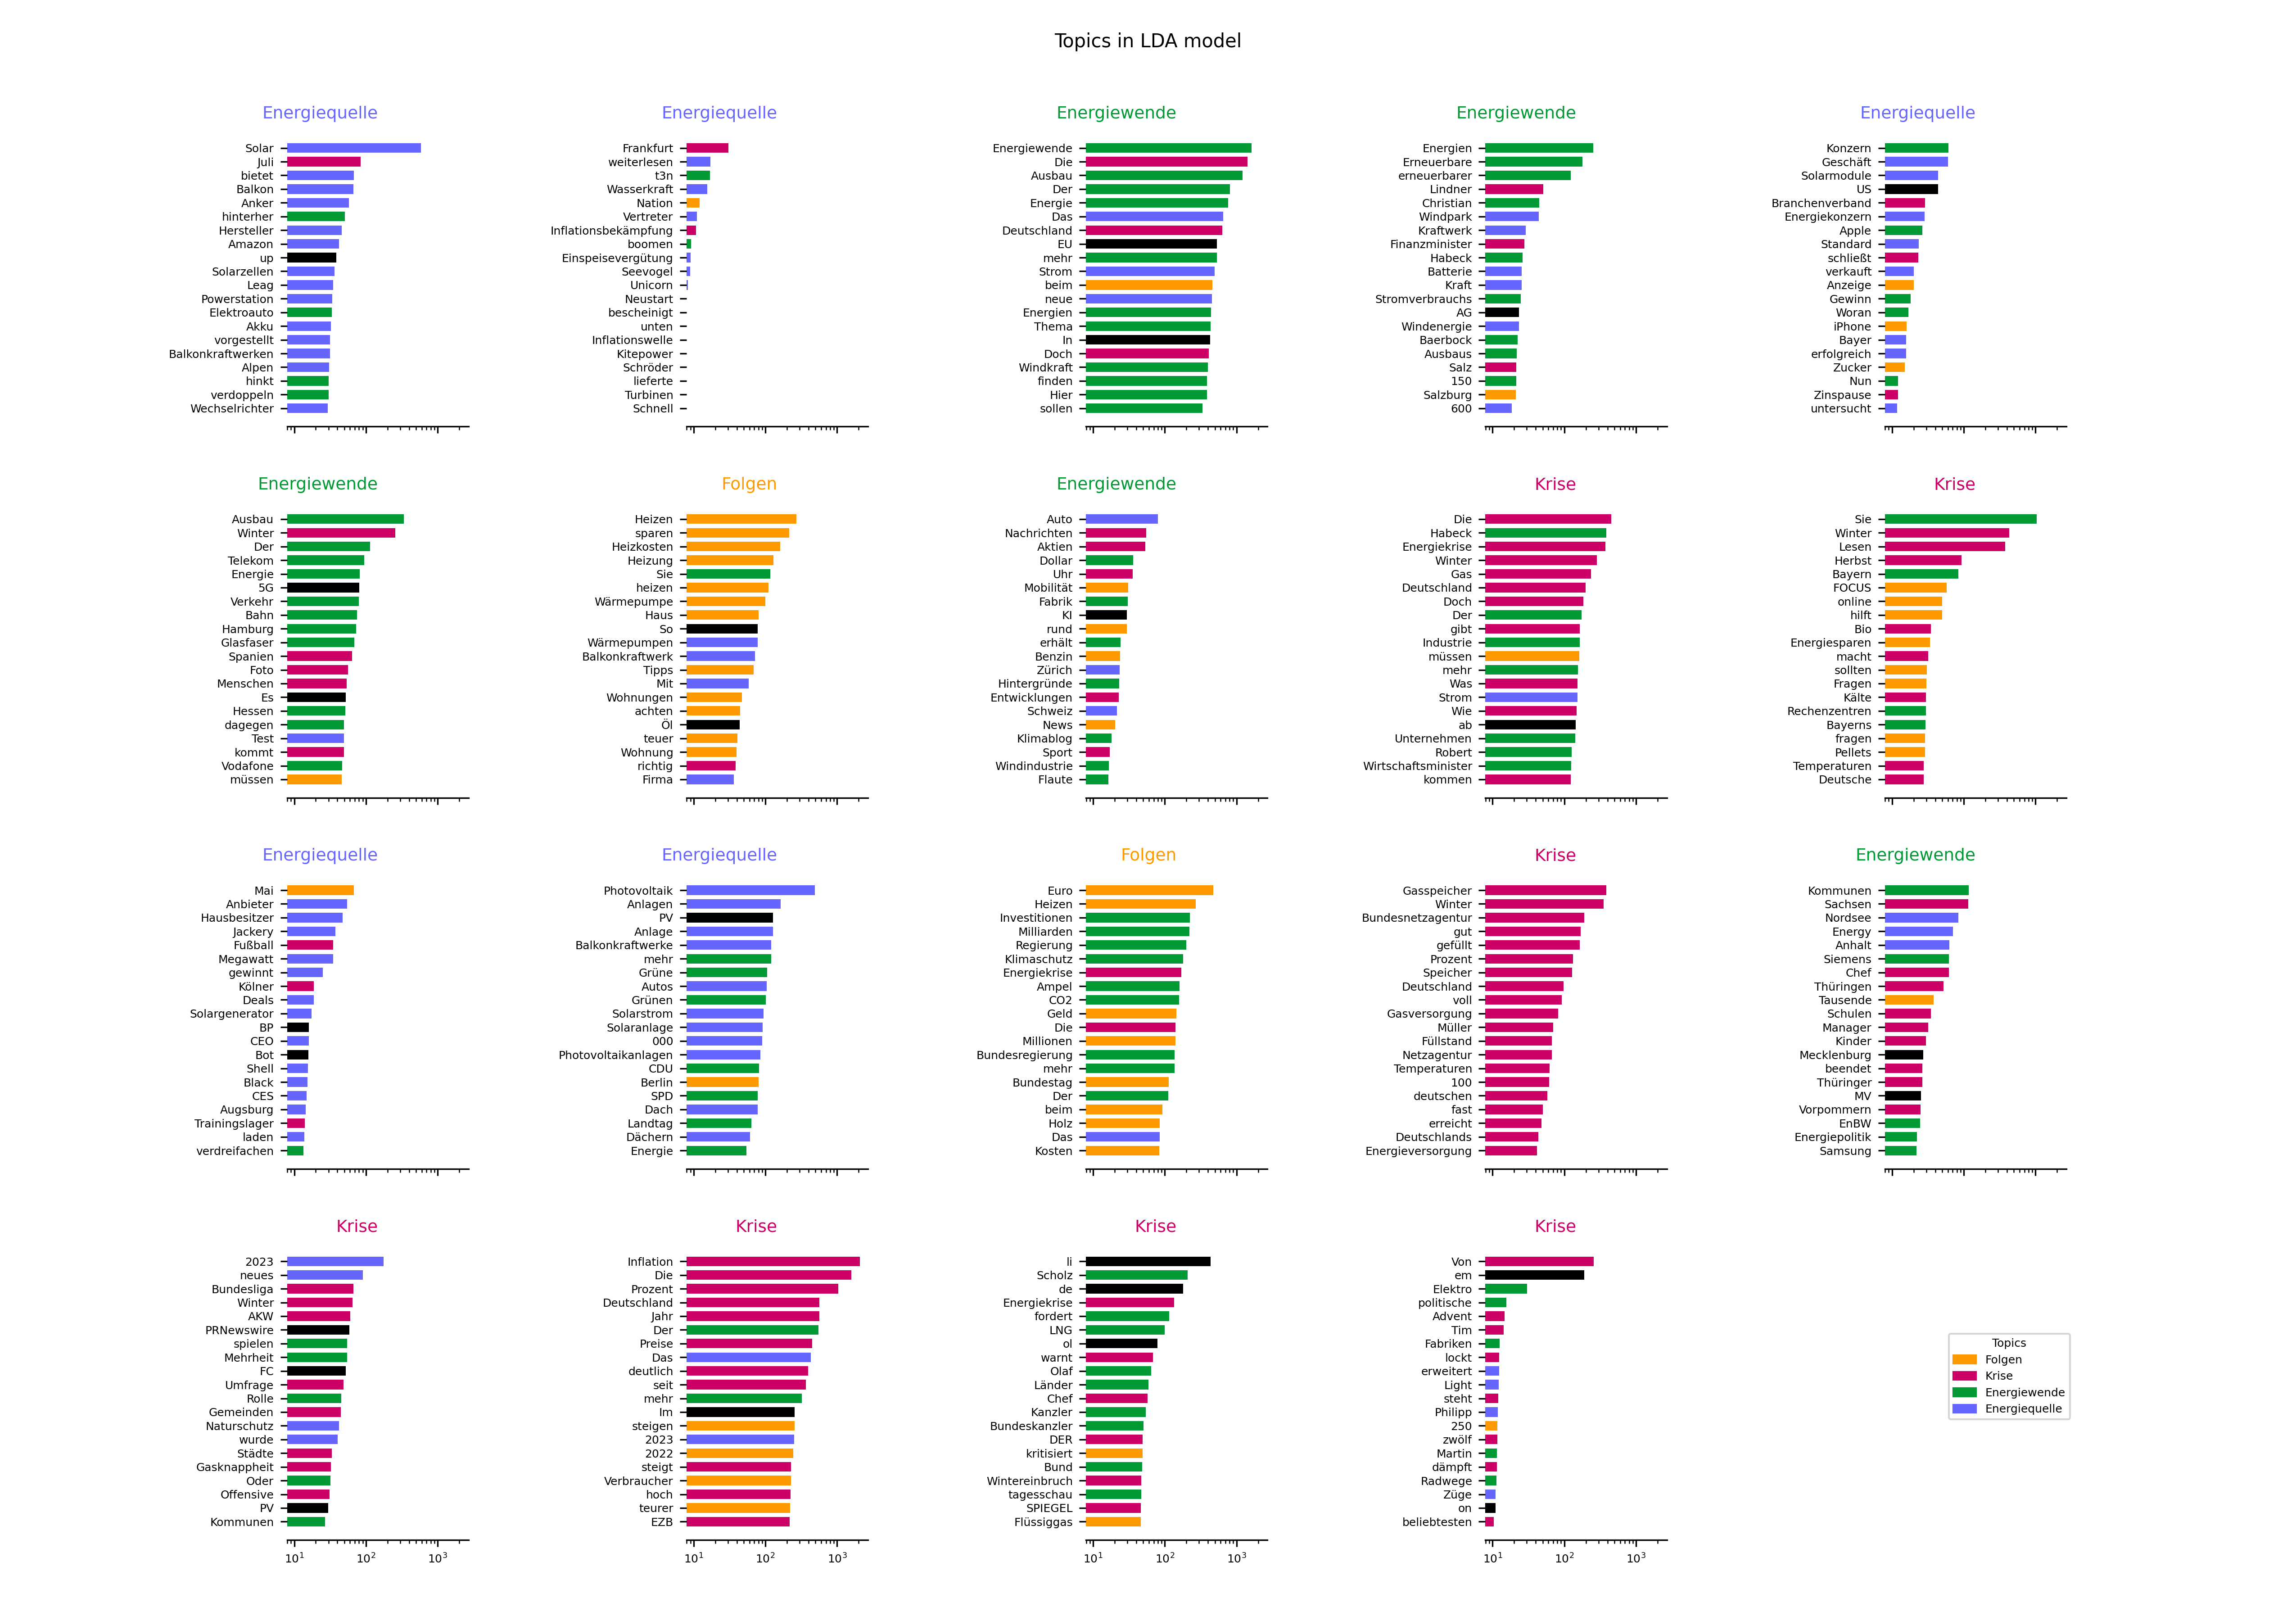 Topics in LDA model
Energiequelle
Solar
Juli
bietet
Balkon
Anker
hinterher
Hersteller
Amazon
up
Solarzellen
Leag
Powerstation
Elektroauto
Akku
vorgestellt
Balkonkraftwerken
Alpen
hinkt
verdoppeln
Wechselrichter
Energiequelle
Frankfurt
weiterlesen
t3n
Wasserkraft
Nation
Vertreter
Inflationsbekämpfung
boomen
Einspeisevergütung
Seevogel
Unicorn
Neustart
bescheinigt
unten
Inflationswelle
Kitepower
Schröder
lieferte
Turbinen
Schnell
Energiewende
Energiewende
Die
Ausbau
Der
Energie
Das
Deutschland
EU
mehr
Strom
beim
neue
Energien
Thema
In
Doch
Windkraft
finden
Hier
sollen
Energiewende
Energien
Erneuerbare
erneuerbarer
Lindner
Christian
Windpark
Kraftwerk
Finanzminister
Habeck
Batterie
Kraft
Stromverbrauchs
AG
Windenergie
Baerbock
Ausbaus
Salz
150
Salzburg
600
Energiequelle
Konzern
Geschäft
Solarmodule
US
Branchenverband
Energiekonzern
Apple
Standard
schließt
verkauft
Anzeige
Gewinn
Woran
iPhone
Bayer
erfolgreich
Zucker
Nun
Zinspause
untersucht
Energiewende
Ausbau
Winter
Der
Telekom
Energie
5G
Verkehr
Bahn
Hamburg
Glasfaser
Spanien
Foto
Menschen
Es
Hessen
dagegen
Test
kommt
Vodafone
müssen
Folgen
Heizen
sparen
Heizkosten
Heizung
Sie
heizen
Wärmepumpe
Haus
So
Wärmepumpen
Balkonkraftwerk
Tipps
Mit
Wohnungen
achten
Öl
teuer
Wohnung
richtig
Firma
Energiewende
Auto
Nachrichten
Aktien
Dollar
Uhr
Mobilität
Fabrik
KI
rund
erhält
Benzin
Zürich
Hintergründe
Entwicklungen
Schweiz
News
Klimablog
Sport
Windindustrie
Flaute
Krise
Die
Habeck
Energiekrise
Winter
Gas
Deutschland
Doch
Der
gibt
Industrie
müssen
mehr
Was
Strom
Wie
ab
Unternehmen
Robert
Wirtschaftsminister
kommen
Krise
Sie
Winter
Lesen
Herbst
Bayern
FOCUS
online
hilft
Bio
Energiesparen
macht
sollten
Fragen
Kälte
Rechenzentren
Bayerns
fragen
Pellets
Temperaturen
Deutsche
Energiequelle
Mai
Anbieter
Hausbesitzer
Jackery
Fußball
Megawatt
gewinnt
Kölner
Deals
Solargenerator
BP
CEO
Bot
Shell
Black
CES
Augsburg
Trainingslager
laden
verdreifachen
Energiequelle
Photovoltaik
Anlagen
PV
Anlage
Balkonkraftwerke
mehr
Grüne
Autos
Grünen
Solarstrom
Solaranlage
000
Photovoltaikanlagen
CDU
Berlin
SPD
Dach
Landtag
Dächern
Energie
Folgen
Euro
Heizen
Investitionen
Milliarden
Regierung
Klimaschutz
Energiekrise
Ampel
CO2
Geld
Die
Millionen
Bundesregierung
mehr
Bundestag
Der
beim
Holz
Das
Kosten
Krise
Gasspeicher
Winter
Bundesnetzagentur
gut
gefüllt
Prozent
Speicher
Deutschland
voll
Gasversorgung
Müller
Füllstand
Netzagentur
Temperaturen
100
deutschen
fast
erreicht
Deutschlands
Energieversorgung
Energiewende
Kommunen
Sachsen
Nordsee
Energy
Anhalt
Siemens
Chef
Thüringen
Tausende
Schulen
Manager
Kinder
Mecklenburg
beendet
Thüringer
MV
Vorpommern
EnBW
Energiepolitik
Samsung
Krise
2023
neues
Bundesliga
Winter
AKW
PRNewswire
spielen
Mehrheit
FC
Umfrage
Rolle
Gemeinden
Naturschutz
wurde
Städte
Gasknappheit
Oder
Offensive
PV
Kommunen
10¹ 10² 10³
Krise
Inflation
Die
Prozent
Deutschland
Jahr
Der
Preise
Das
deutlich
seit
mehr
Im
steigen
2023
2022
steigt
Verbraucher
hoch
teurer
EZB
10¹ 10² 10³
Krise
li
Scholz
de
Energiekrise
fordert
LNG
ol
warnt
Olaf
Länder
Chef
Kanzler
Bundeskanzler
DER
kritisiert
Bund
Wintereinbruch
tagesschau
SPIEGEL
Flüssiggas
10¹ 10² 10³
Krise
Von
em
Elektro
politische
Advent
Tim
Fabriken
lockt
erweitert
Light
steht
Philipp
250
zwölf
Martin
dämpft
Radwege
Züge
on
beliebtesten
10¹ 10² 10³
Topics
Folgen
Krise
Energiewende
Energiequelle